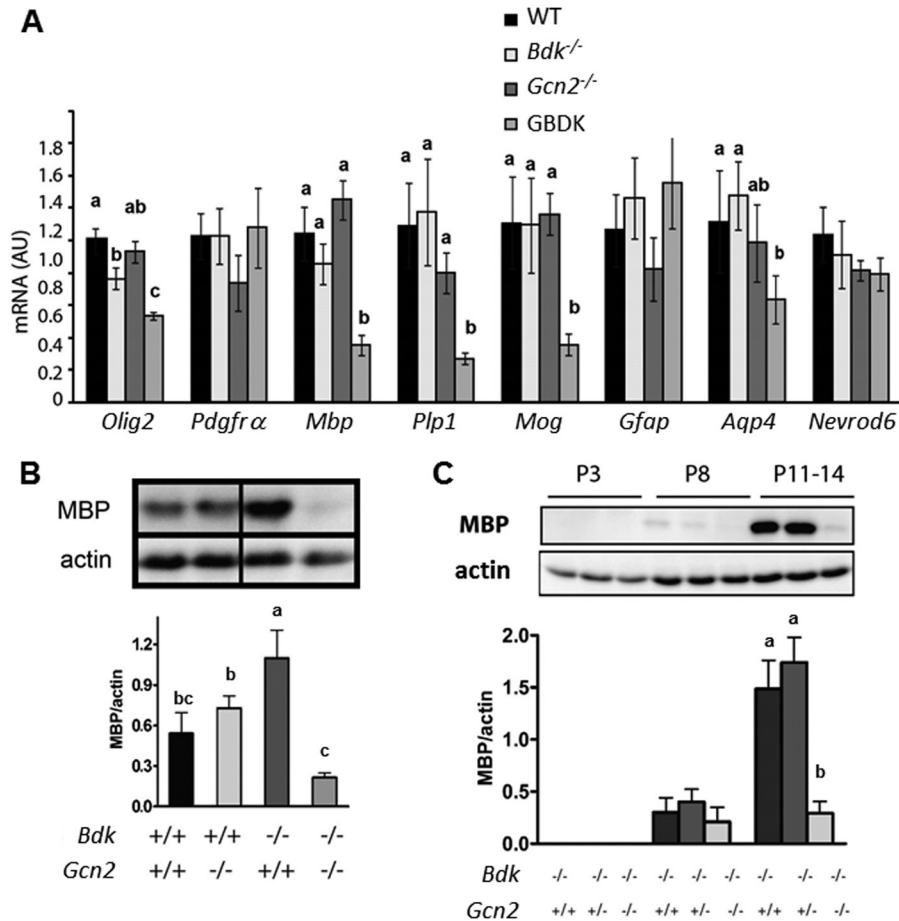 A
WT
Bdk-/-
Gcn2-/-
GBDK
mRNA (AU)
1.8
1.6
1.4
1.2
1.0
0.8
0.6
0.4
0.2
0
a b ab c
a a a b
a a a b
a a a b
a a ab b
Olig2 Pdgfrα Mbp Plp1 Mog Gfap Aqp4 Nevrod6
B
MBP
actin
MBP/actin
1.2
0.9
0.6
0.3
0.0
bc b a c
Bdk +/+ +/+ -/- -/-
Gcn2 +/+ -/- +/+ -/-
C
P3 P8 P11-14
MBP
actin
MBP/actin
2.0
1.5
1.0
0.5
0.0
a a b
Bdk -/- -/- -/- -/- -/- -/- -/- -/- -/-
Gcn2 +/+ +/- -/- +/+ +/- -/- +/+ +/- -/-